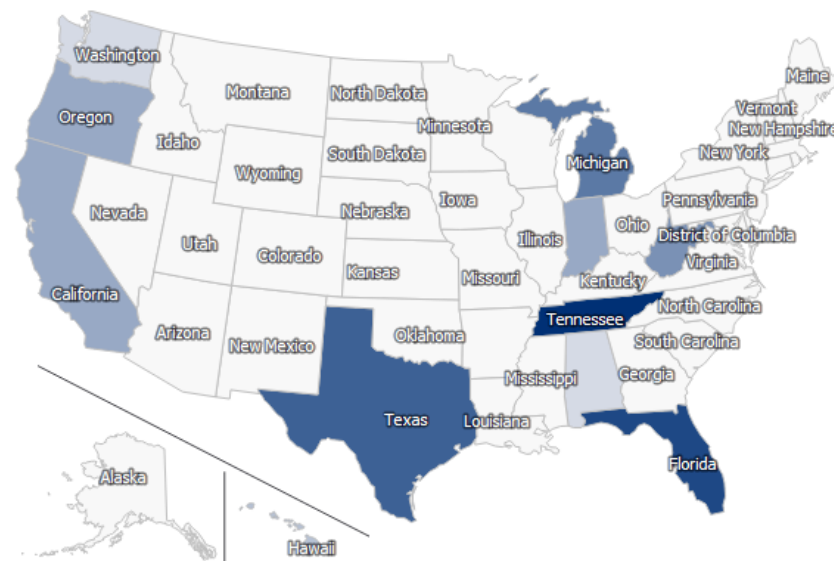 Washington
Maine
Montana
North Dakota
Vermont
Oregon
Minnesota
New Hampshire
Idaho
South Dakota
New York
Michigan
Wyoming
Pennsylvania
Iowa
Nebraska
Nevada
Ohio
District of Columbia
Utah
Illinois
Colorado
Virginia
Kansas
Missouri
Kentucky
California
North Carolina
Tennessee
Arizona
Oklahoma
New Mexico
South Carolina
Mississippi
Georgia
Texas
Louisiana
Florida
Alaska
Hawaii